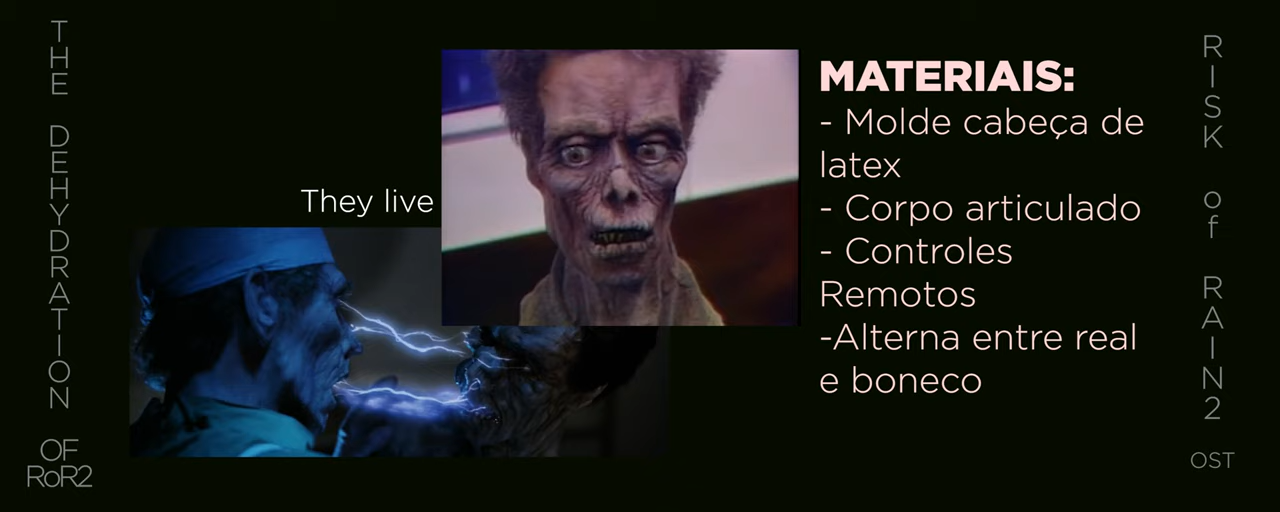 THE DEHYDRATION
OF
RoR2
They live
MATERIAIS:
- Molde cabeça de
latex
- Corpo articulado
- Controles
Remotos
-Alterna entre real
e boneco
RISK of RAIN2
OST